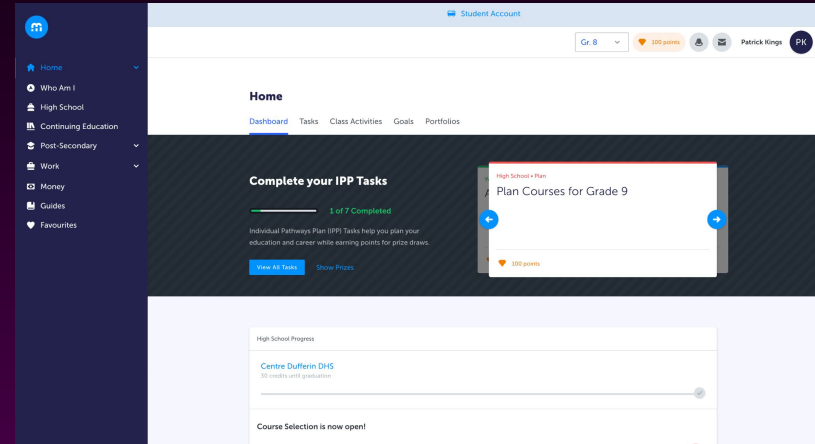 Student Account
m
Gr. 8
100 points
Patrick Kings
PK
Home
Who Am I
High School
Continuing Education
Post-Secondary
Work
Money
Guides
Favourites
Home
Dashboard Tasks Class Activities Goals Portfolios
Complete your IPP Tasks
1 of 7 Completed
Individual Pathways Plan (IPP) Tasks help you plan your
education and career while earning points for prize draws.
View All Tasks Show Prizes
High School • Plan
Plan Courses for Grade 9
100 points
High School Progress
Centre Dufferin DHS
30 credits until graduation
Course Selection is now open!